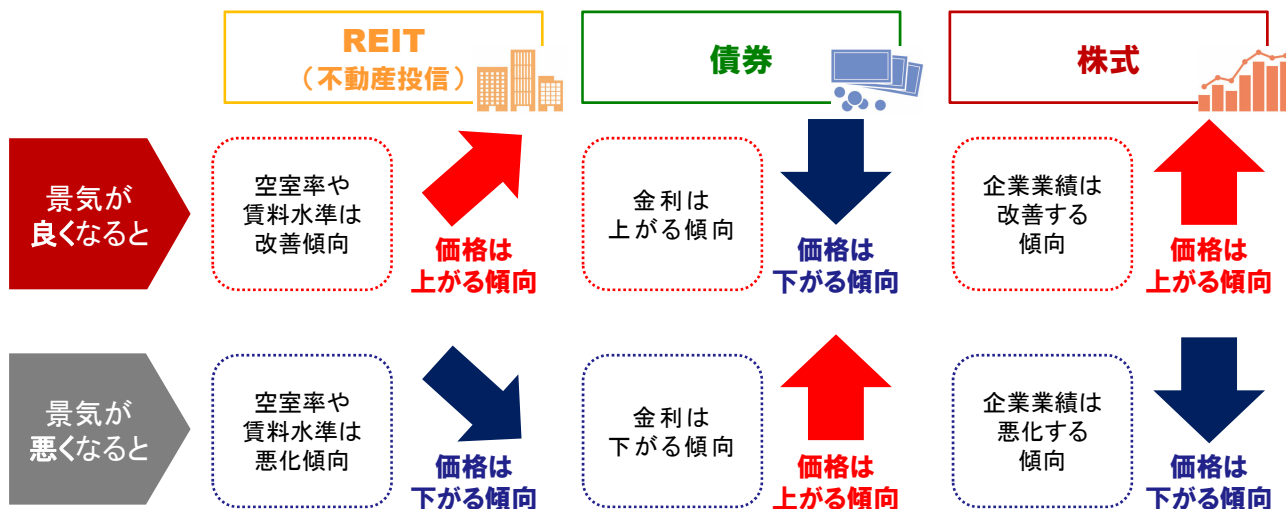 REIT
（不動産投信）
債券
株式
景気が
良くなると
空室率や
賃料水準は
改善傾向
価格は
上がる傾向
金利は
上がる傾向
価格は
下がる傾向
企業業績は
改善する
傾向
価格は
上がる傾向
景気が
悪くなると
空室率や
賃料水準は
悪化傾向
価格は
下がる傾向
金利は
下がる傾向
価格は
上がる傾向
企業業績は
悪化する
傾向
価格は
下がる傾向